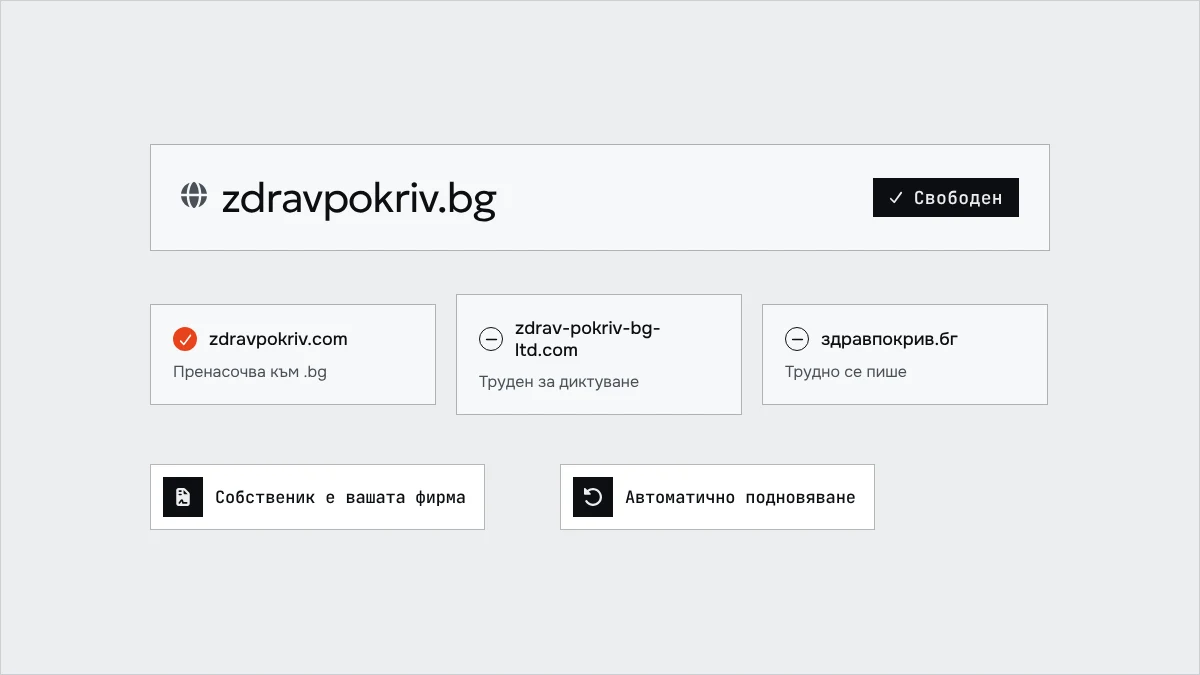 zdravpokriv.bg
Свободен
zdravpokriv.com
Пренасочва към .bg
zdrav-pokriv-bg-
ltd.com
Труден за диктуване
здравпокрив.бг
Трудно се пише
Собственик е вашата фирма
Автоматично подновяване